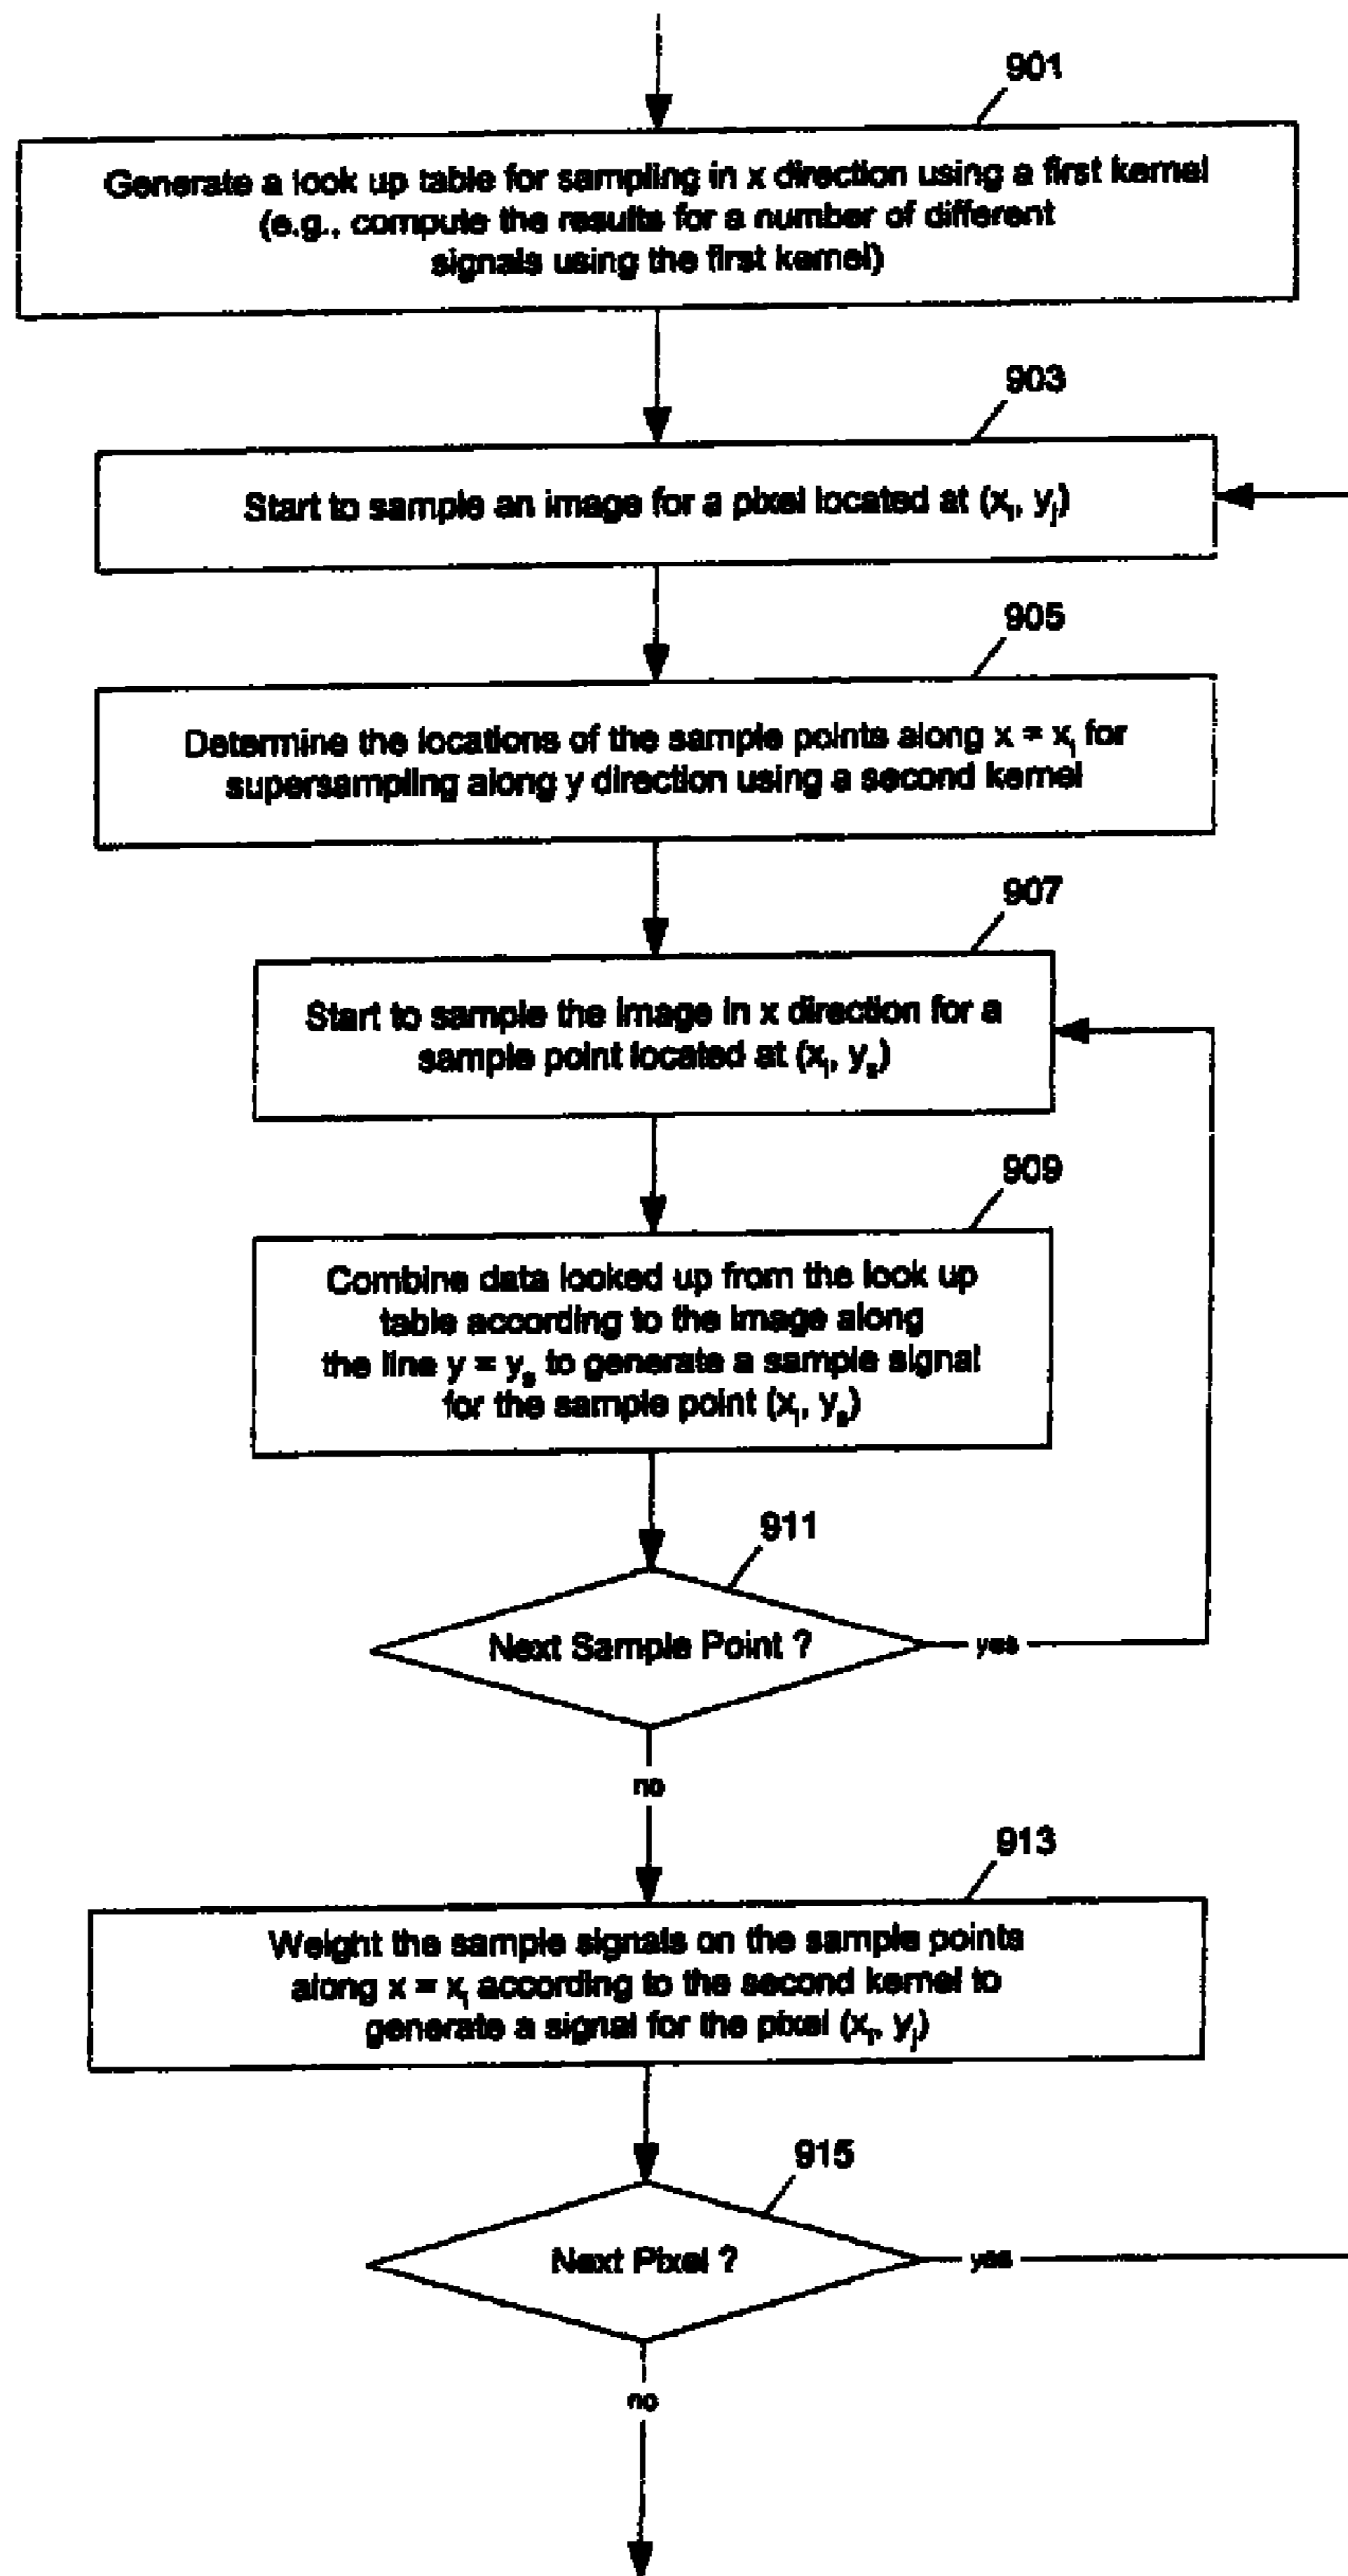 901
Generate a look up table for sampling in x direction using a first kernel
(e.g., compute the results for a number of different
signals using the first kernel)
903
Start to sample an image for a pixel located at (xᵢ, yⱼ)
905
Determine the locations of the sample points along x = xᵢ for
supersampling along y direction using a second kernel
907
Start to sample the image in x direction for a
sample point located at (xᵢ, yₛ)
909
Combine data looked up from the look up
table according to the image along
the line y = yₛ to generate a sample signal
for the sample point (xᵢ, yₛ)
911
Next Sample Point ?
yes
no
913
Weight the sample signals on the sample points
along x = xᵢ according to the second kernel to
generate a signal for the pixel (xᵢ, yⱼ)
915
Next Pixel ?
yes
no